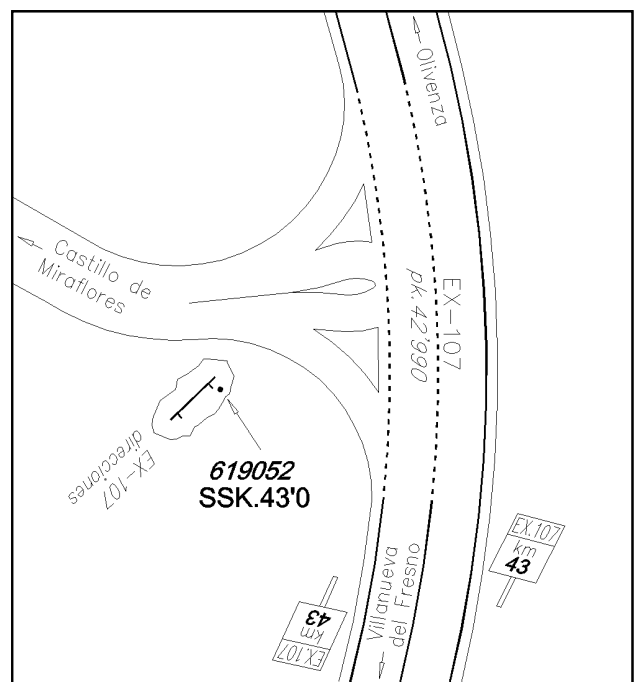 Olivenza
Castillo de
Miraflores
EX-107
pk. 42'990
EX-107
direcciones
619052
SSK.43'0
EX.107
km
43
Villanueva
del Fresno
EX.107
km
43